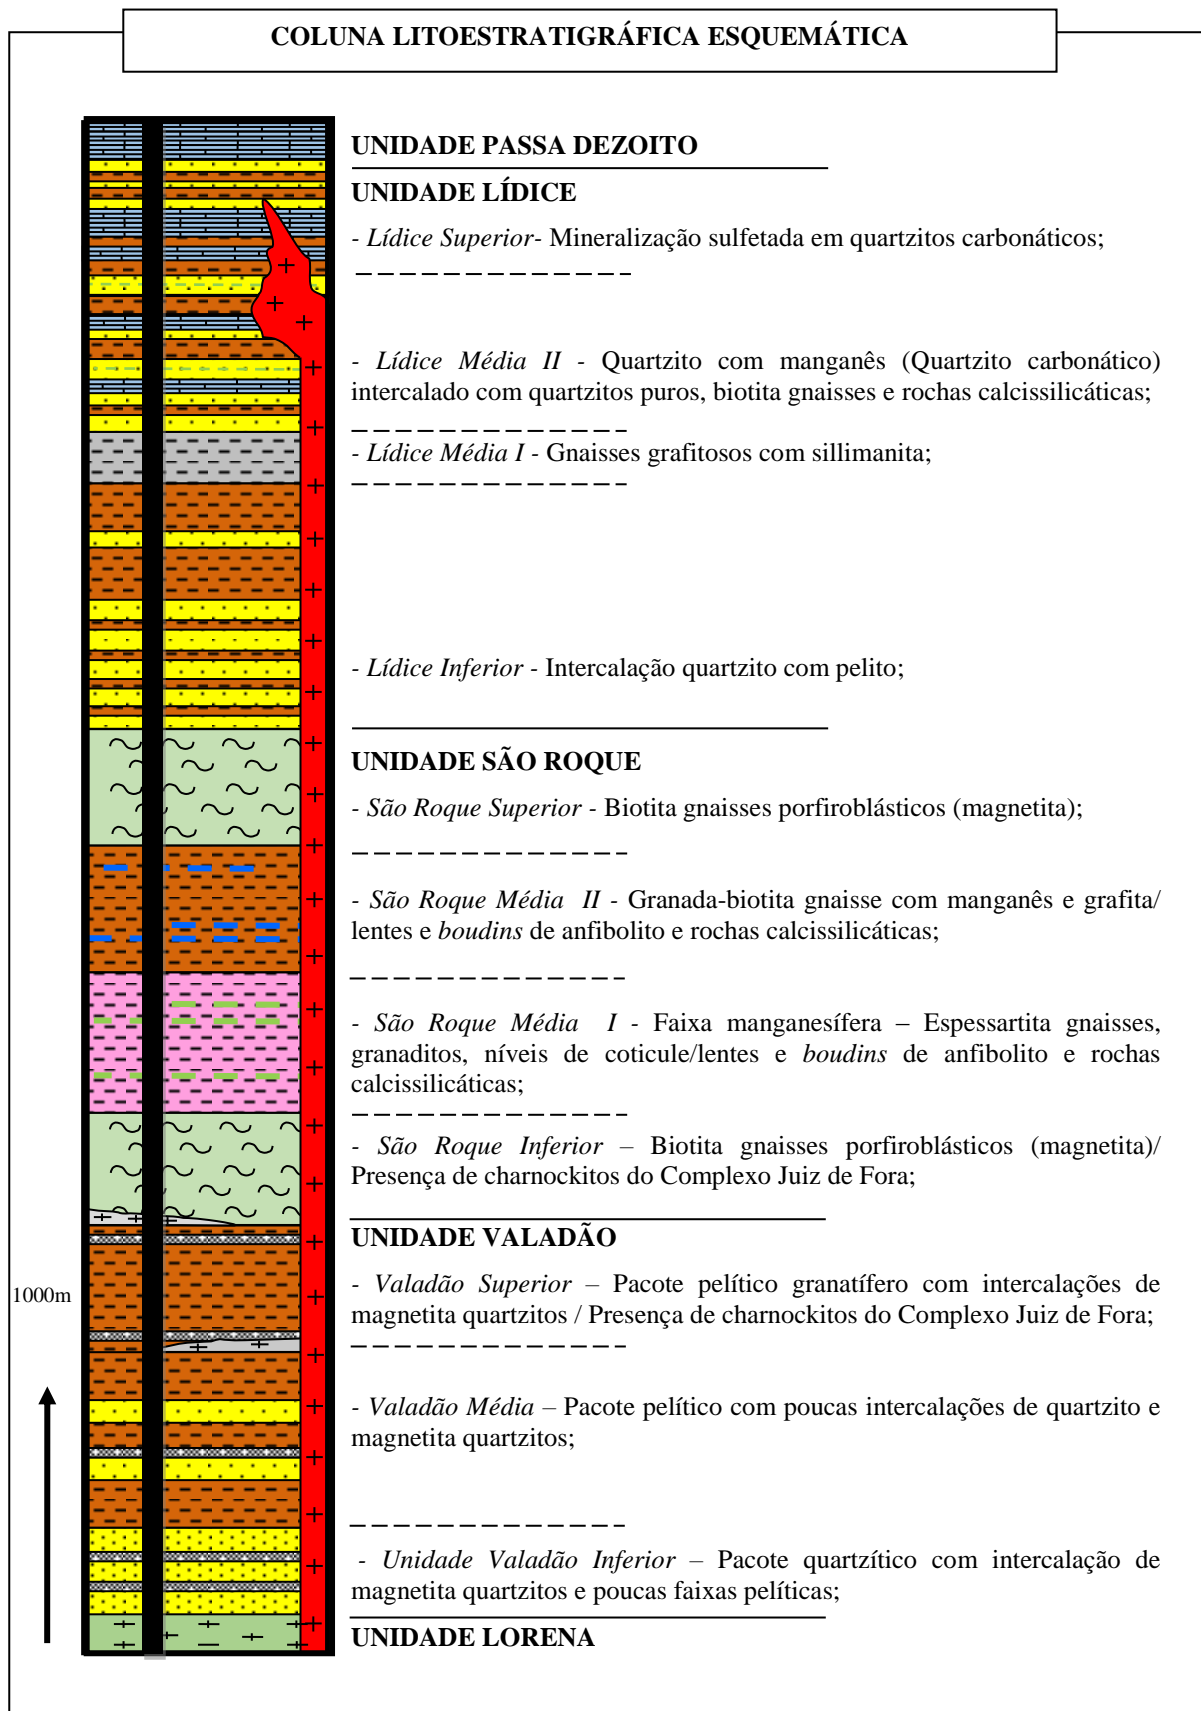 COLUNA LITOESTRATIGRÁFICA ESQUEMÁTICA
UNIDADE PASSA DEZOITO
UNIDADE LÍDICE
- Lídice Superior- Mineralização sulfetada em quartzitos carbonáticos;
- Lídice Média II - Quartzito com manganês (Quartzito carbonático)
intercalado com quartzitos puros, biotita gnaisses e rochas calcissilicáticas;
- Lídice Média I - Gnaisses grafitosos com sillimanita;
- Lídice Inferior - Intercalação quartzito com pelito;
UNIDADE SÃO ROQUE
- São Roque Superior - Biotita gnaisses porfiroblásticos (magnetita);
- São Roque Média II - Granada-biotita gnaisse com manganês e grafita/
lentes e boudins de anfibolito e rochas calcissilicáticas;
- São Roque Média I - Faixa manganesífera – Espessartita gnaisses,
granaditos, níveis de coticule/lentes e boudins de anfibolito e rochas
calcissilicáticas;
- São Roque Inferior – Biotita gnaisses porfiroblásticos (magnetita)/
Presença de charnockitos do Complexo Juiz de Fora;
UNIDADE VALADÃO
- Valadão Superior – Pacote pelítico granatífero com intercalações de
magnetita quartzitos / Presença de charnockitos do Complexo Juiz de Fora;
1000m
- Valadão Média – Pacote pelítico com poucas intercalações de quartzito e
magnetita quartzitos;
- Unidade Valadão Inferior – Pacote quartzítico com intercalação de
magnetita quartzitos e poucas faixas pelíticas;
UNIDADE LORENA